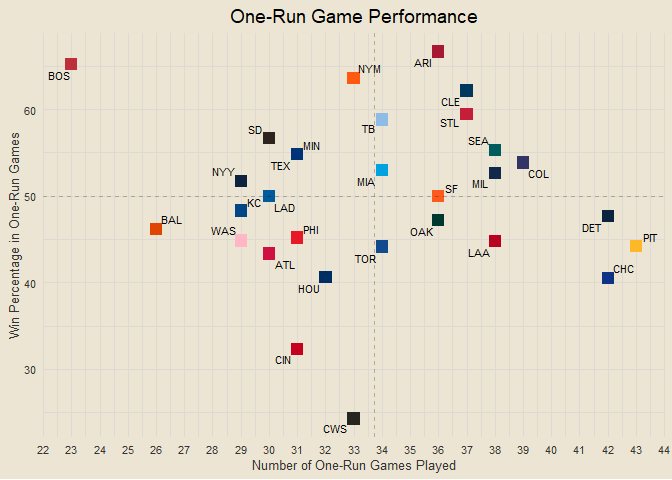 One-Run Game Performance
Win Percentage in One-Run Games
60
50
40
30
BOS
NYM
ARI
CLE
STL
TB
SD
MIN
TEX
SEA
COL
NYY
MIA
MIL
SF
KC
LAD
BAL
WAS
PHI
OAK
DET
PIT
TOR
LAA
ATL
HOU
CHC
CIN
CWS
22 23 24 25 26 27 28 29 30 31 32 33 34 35 36 37 38 39 40 41 42 43 44
Number of One-Run Games Played